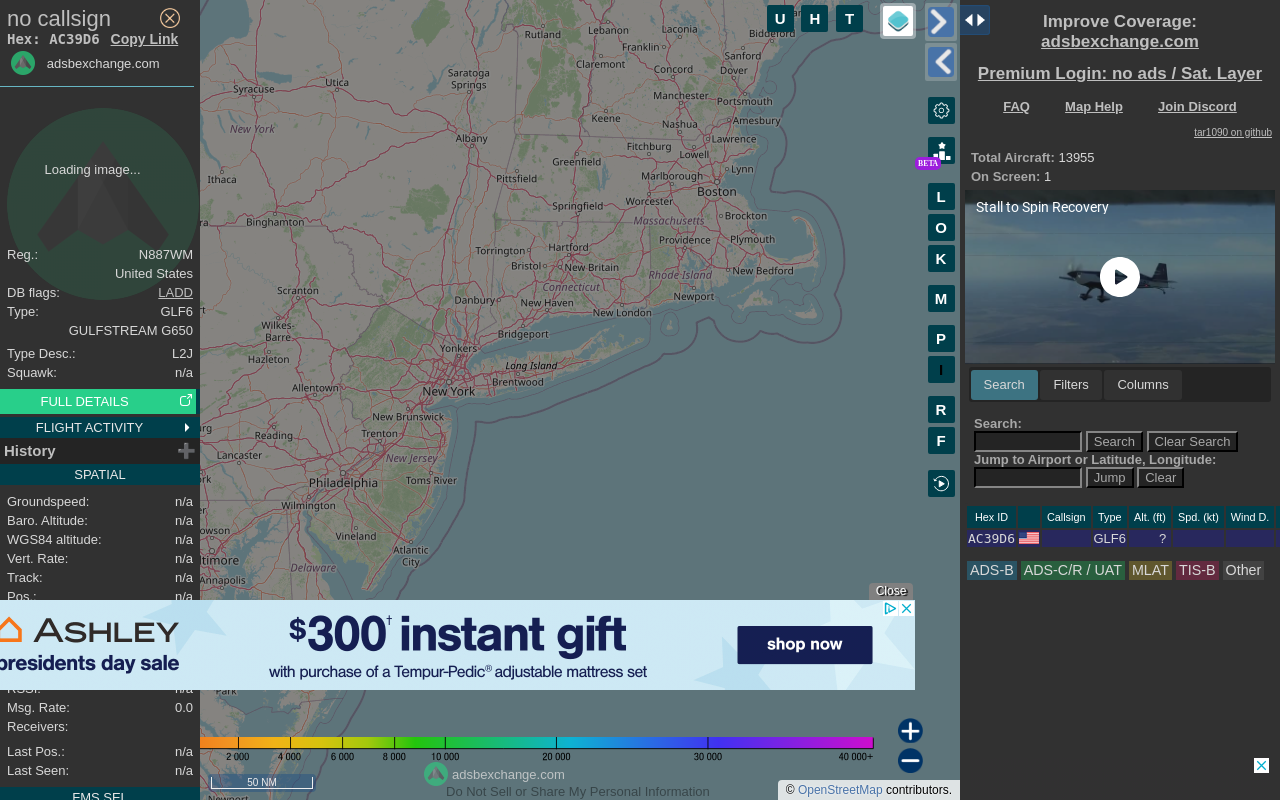 no callsign
Hex: AC39D6 Copy Link
adsbexchange.com
Loading image...
Reg.: N887WM
United States
DB flags: LADD
Type: GLF6
GULFSTREAM G650
Type Desc.: L2J
Squawk: n/a
FULL DETAILS
FLIGHT ACTIVITY
History
SPATIAL
Groundspeed: n/a
Baro. Altitude: n/a
WGS84 altitude: n/a
Vert. Rate: n/a
Track: n/a
Pos.: n/a
RSSI: n/a
Msg. Rate: 0.0
Receivers:
Last Pos.: n/a
Last Seen: n/a
FMS SEL
U H T
L
O
K
M
P
I
R
F
BETA
Rutland
Lebanon
Laconia
Biddeford
Franklin
Claremont
Concord
Sanford
Dover
Saratoga
Springs
Utica
Syracuse
Manchester
Portsmouth
Keene
Nashua
Amesbury
New York
Albany
Fitchburg
Lawrence
Greenfield
Lowell
Pittsfield
Marlborough
Lynn
Ithaca
Worcester
Boston
Springfield
Massachusetts
Brockton
Binghamton
Torrington
Hartford
Providence
Plymouth
Bristol
New Britain
Rhode Island
New Bedford
Scranton
Connecticut
Danbury
New Haven
Newport
New London
Wilkes-
Barre
Bridgeport
Hazleton
Yonkers
Long Island
Brentwood
Allentown
New York
New Brunswick
Reading
Trenton
Lancaster
New Jersey
Toms River
Philadelphia
Wilmington
Vineland
Atlantic
City
Delaware
Annapolis
Park
Newport
Close
ASHLEY
presidents day sale
$300† instant gift
with purchase of a Tempur-Pedic® adjustable mattress set
shop now
2 000 4 000 6 000 8 000 10 000 20 000 30 000 40 000+
50 NM
adsbexchange.com
Do Not Sell or Share My Personal Information
© OpenStreetMap contributors.
Improve Coverage:
adsbexchange.com
Premium Login: no ads / Sat. Layer
FAQ Map Help Join Discord
tar1090 on github
Total Aircraft: 13955
On Screen: 1
Stall to Spin Recovery
Search Filters Columns
Search:
Search Clear Search
Jump to Airport or Latitude, Longitude:
Jump Clear
Hex ID Callsign Type Alt. (ft) Spd. (kt) Wind D.
AC39D6 GLF6 ?
ADS-B ADS-C/R / UAT MLAT TIS-B Other